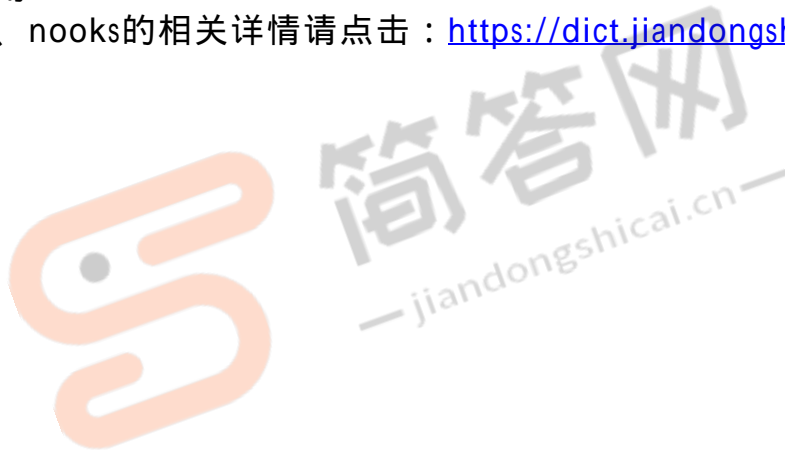 、nooks的相关详情请点击：https://dict.jiandongsh
简答网
— jiandongshicai.cn —